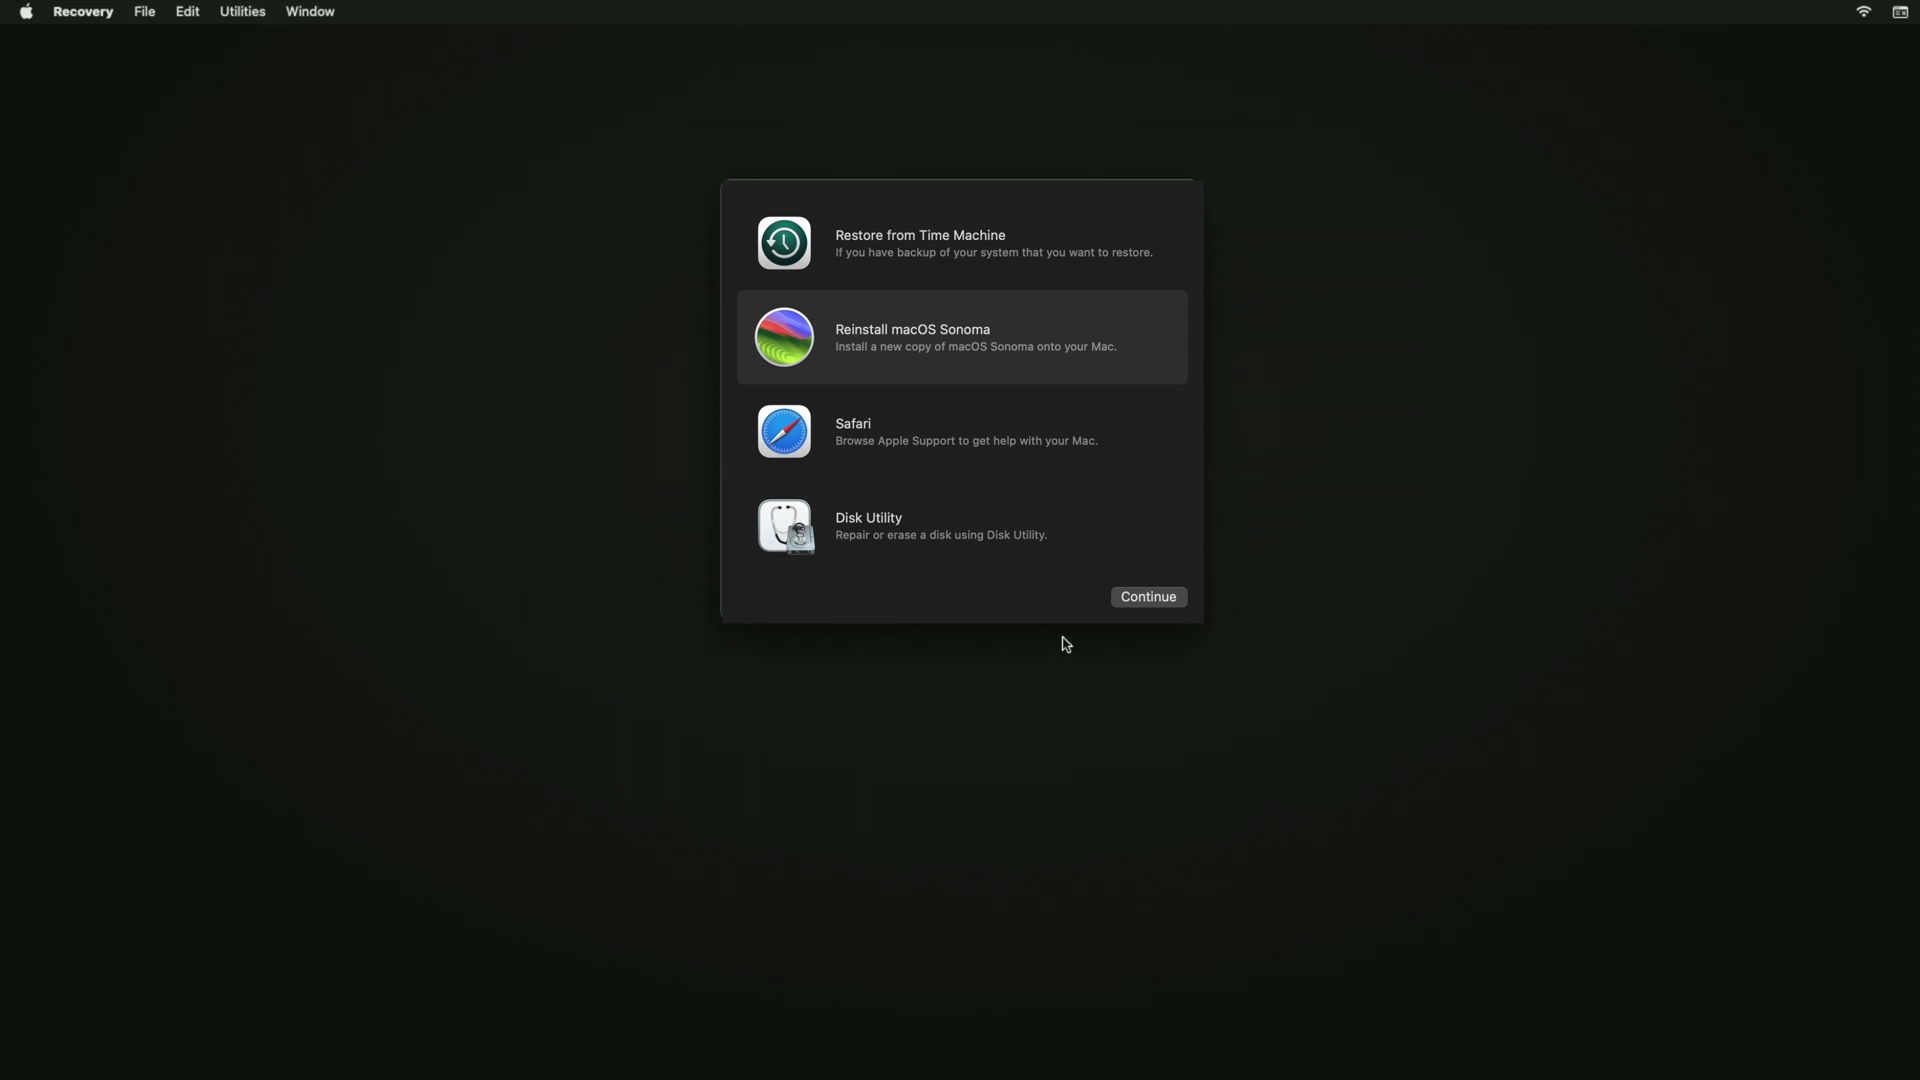 Recovery File Edit Utilities Window
Restore from Time Machine
If you have backup of your system that you want to restore.
Reinstall macOS Sonoma
Install a new copy of macOS Sonoma onto your Mac.
Safari
Browse Apple Support to get help with your Mac.
Disk Utility
Repair or erase a disk using Disk Utility.
Continue